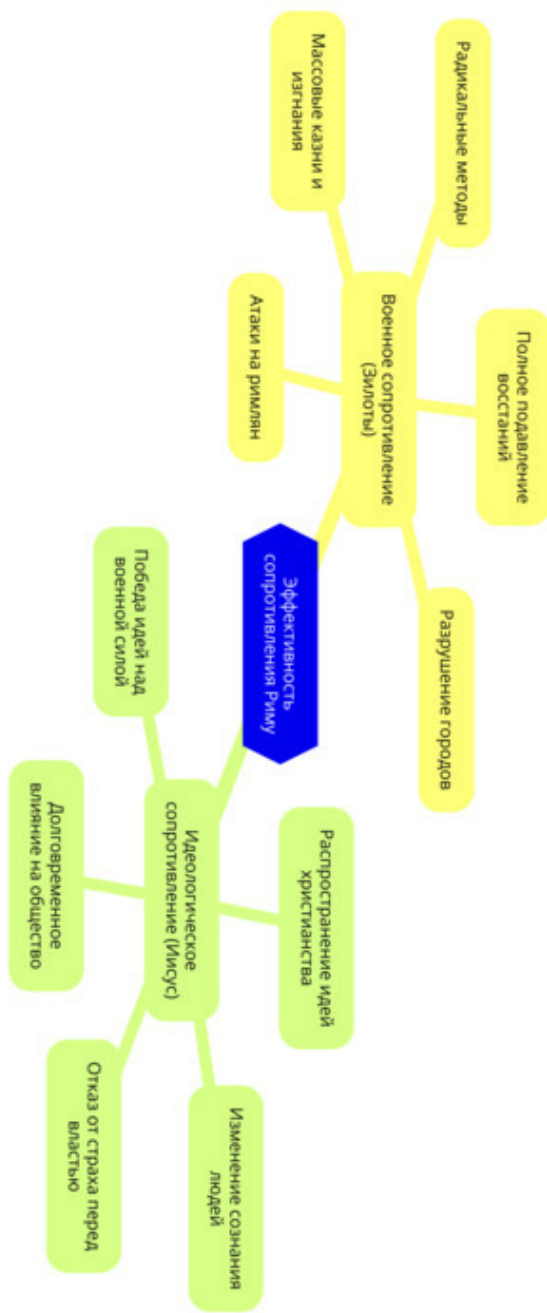 Радикальные методы
Полное подавление
восстаний
Разрушение городов
Военное сопротивление
(Зилоты)
Массовые казни и
изгнания
Атаки на римлян
Эффективность
сопротивления Риму
Распространение идей
христианства
Изменение сознания
людей
Идеологическое
сопротивление (Иисус)
Победа идей над
военной силой
Долговременное
влияние на общество
Отказ от страха перед
властью